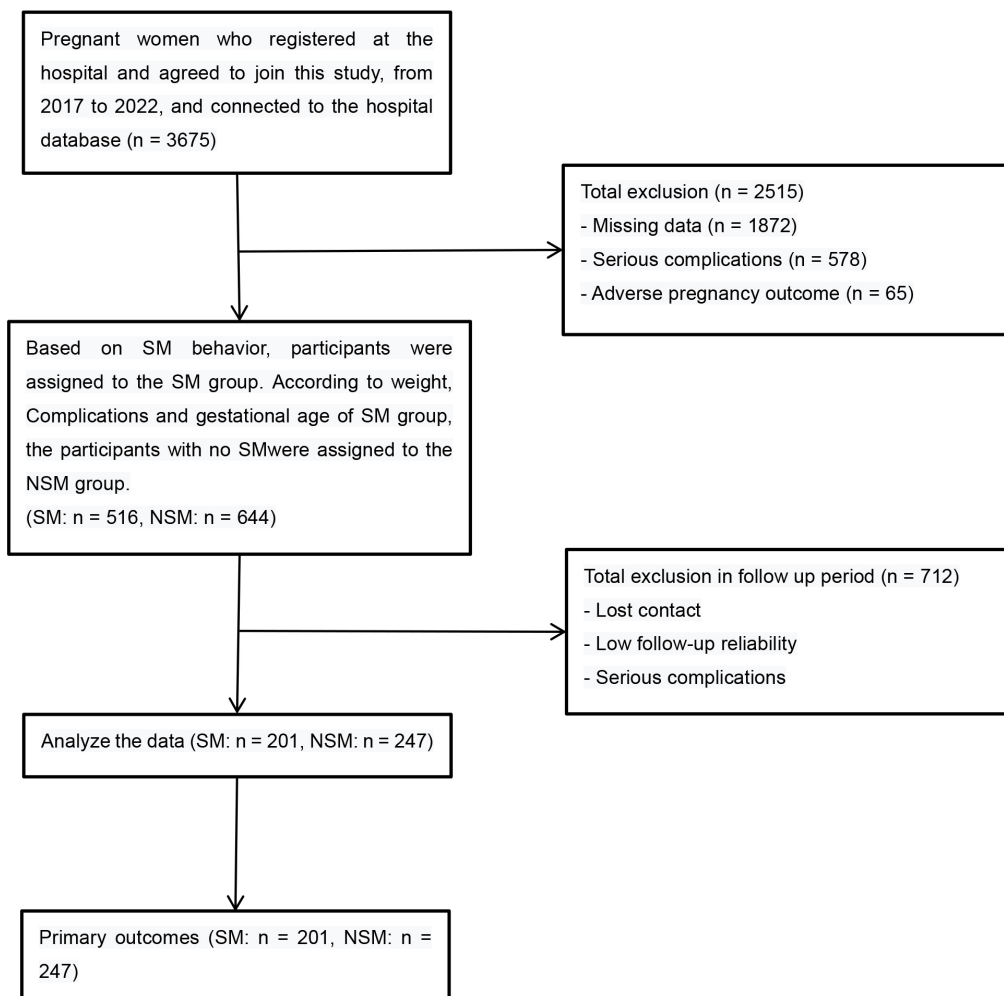 Pregnant women who registered at the
hospital and agreed to join this study, from
2017 to 2022, and connected to the hospital
database (n = 3675)
Total exclusion (n = 2515)
- Missing data (n = 1872)
- Serious complications (n = 578)
- Adverse pregnancy outcome (n = 65)
Based on SM behavior, participants were
assigned to the SM group. According to weight,
Complications and gestational age of SM group,
the participants with no SMwere assigned to the
NSM group.
(SM: n = 516, NSM: n = 644)
Total exclusion in follow up period (n = 712)
- Lost contact
- Low follow-up reliability
- Serious complications
Analyze the data (SM: n = 201, NSM: n = 247)
Primary outcomes (SM: n = 201, NSM: n =
247)